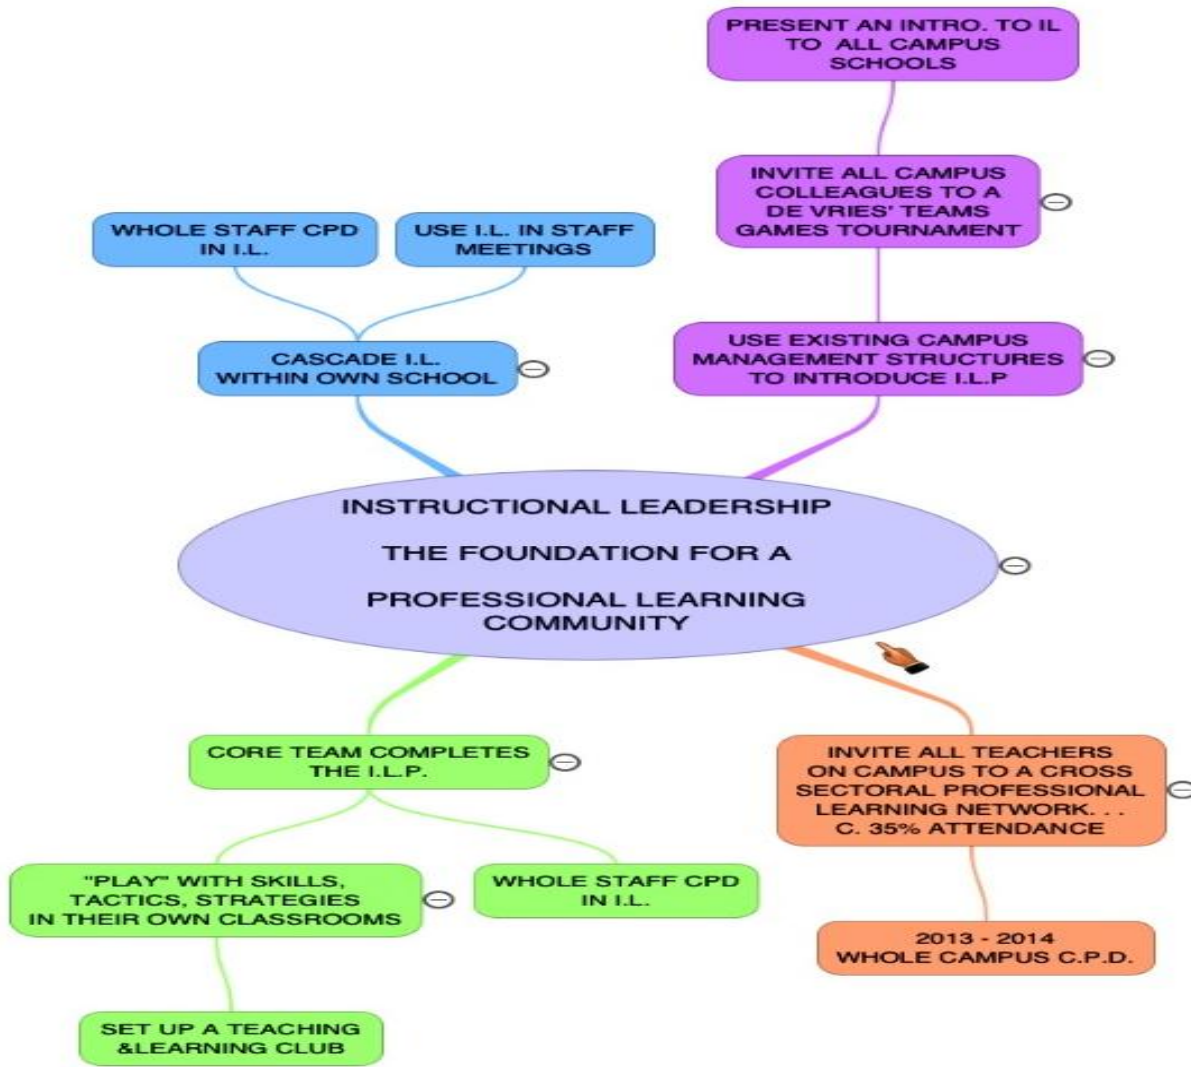 PRESENT AN INTRO. TO IL
TO ALL CAMPUS
SCHOOLS
INVITE ALL CAMPUS
COLLEAGUES TO A
DE VRIES' TEAMS
GAMES TOURNAMENT
WHOLE STAFF CPD
IN I.L.
USE I.L. IN STAFF
MEETINGS
USE EXISTING CAMPUS
MANAGEMENT STRUCTURES
TO INTRODUCE I.L.P
CASCADE I.L.
WITHIN OWN SCHOOL
INSTRUCTIONAL LEADERSHIP
THE FOUNDATION FOR A
PROFESSIONAL LEARNING
COMMUNITY
CORE TEAM COMPLETES
THE I.L.P.
INVITE ALL TEACHERS
ON CAMPUS TO A CROSS
SECTORAL PROFESSIONAL
LEARNING NETWORK. . .
C. 35% ATTENDANCE
"PLAY" WITH SKILLS,
TACTICS, STRATEGIES
IN THEIR OWN CLASSROOMS
WHOLE STAFF CPD
IN I.L.
2013 - 2014
WHOLE CAMPUS C.P.D.
SET UP A TEACHING
&LEARNING CLUB